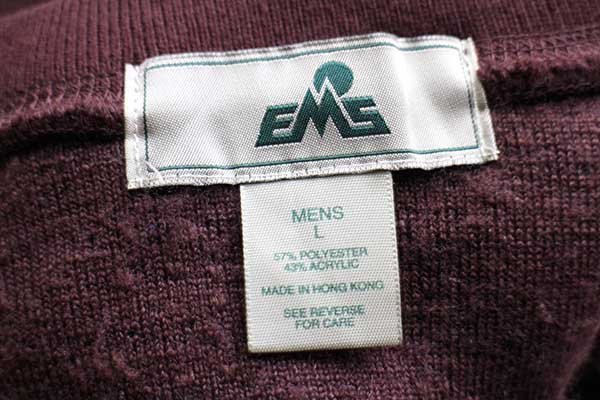 EMS
MENS
L
57% POLYESTER
43% ACRYLIC
MADE IN HONG KONG
SEE REVERSE
FOR CARE